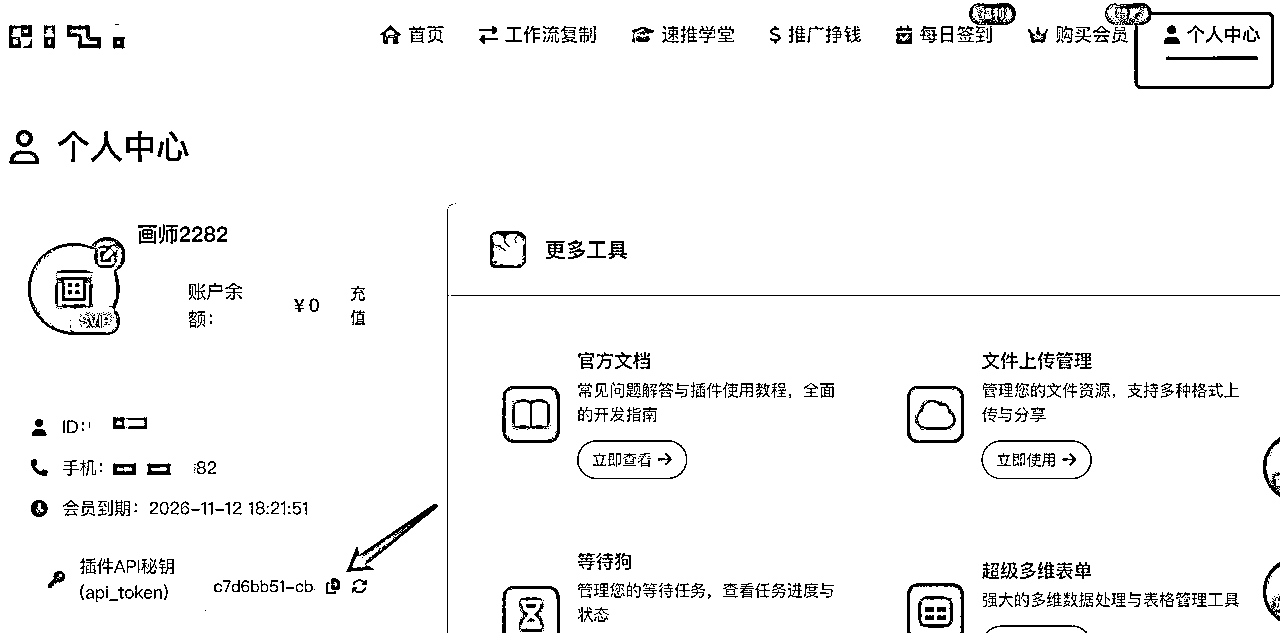 首页
工作流复制
速推学堂
推广挣钱
每日签到
购买会员
个人中心
个人中心
画师2282
账户余
额：
¥0
充
值
SVIP
ID:
手机：
82
会员到期：2026-11-12 18:21:51
插件API秘钥
(api_token)
c7d6bb51-cb
更多工具
官方文档
常见问题解答与插件使用教程，全面
的开发指南
立即查看 →
文件上传管理
管理您的文件资源，支持多种格式上
传与分享
立即使用 →
等待狗
管理您的等待任务，查看任务进度与
状态
超级多维表单
强大的多维数据处理与表格管理工具